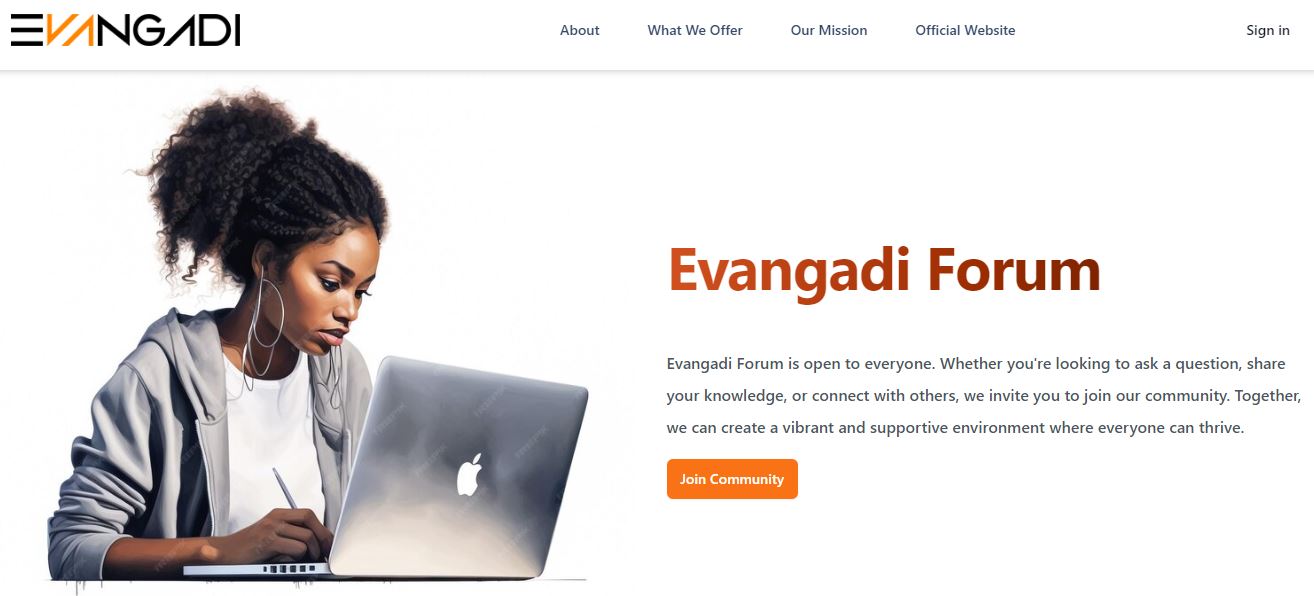 EVANGADI
About
What We Offer
Our Mission
Official Website
Sign in
Evangadi Forum
Evangadi Forum is open to everyone. Whether you're looking to ask a question, share
your knowledge, or connect with others, we invite you to join our community. Together,
we can create a vibrant and supportive environment where everyone can thrive.
Join Community